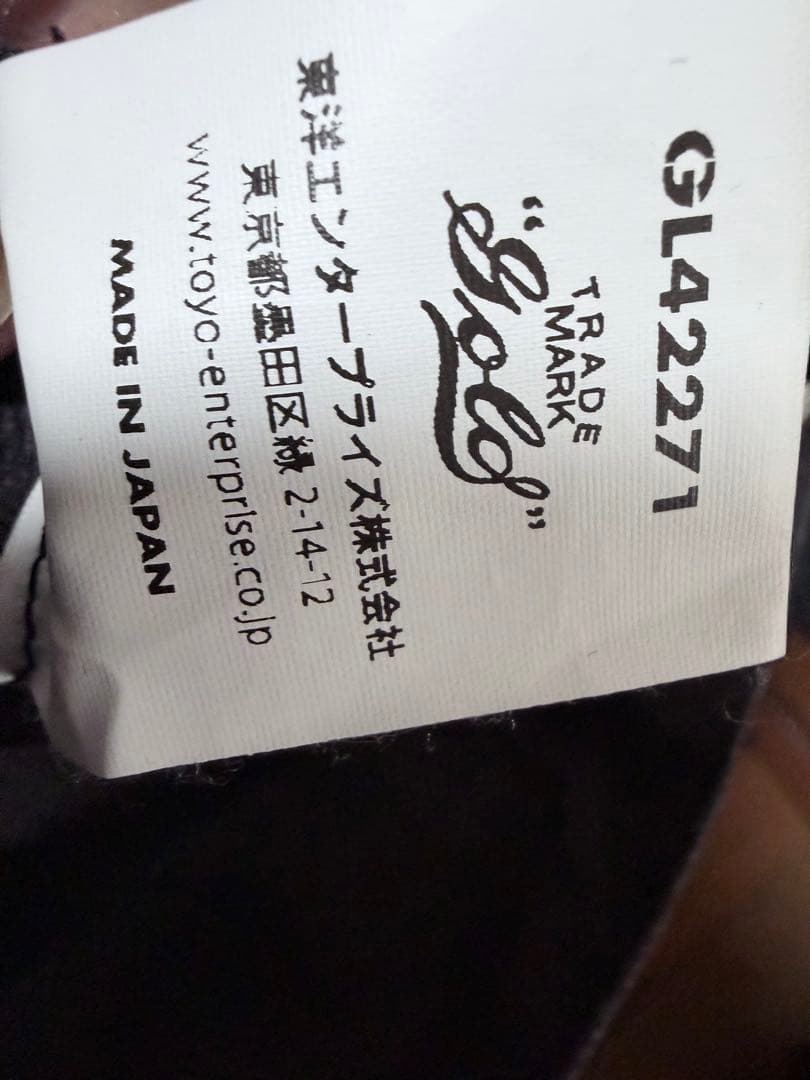 GL42271
TRADE
MARK
"Gold"
東洋エンタープライズ株式会社
東京都墨田区緑2-14-12
www.toyo-enterprise.co.jp
MADE IN JAPAN